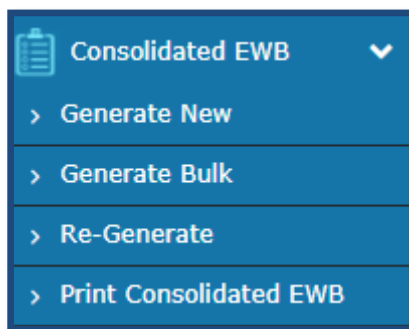 Consolidated EWB
Generate New
Generate Bulk
Re-Generate
Print Consolidated EWB